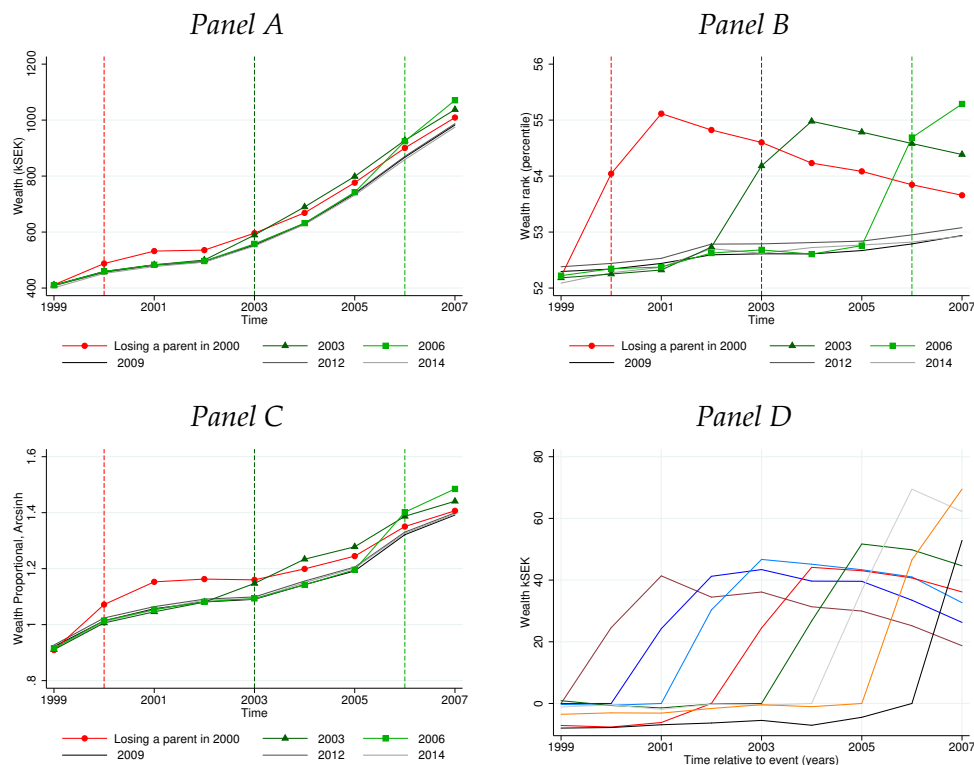 Panel A
Wealth (kSEK)
1200
1000
800
600
400
1999 2001 2003 2005 2007
Time
Losing a parent in 2000 2003 2006
2009 2012 2014
Panel B
Wealth rank (percentile)
56
55
54
53
52
1999 2001 2003 2005 2007
Time
Losing a parent in 2000 2003 2006
2009 2012 2014
Panel C
Wealth Proportional, Arcsinh
1.6
1.4
1.2
1
.8
1999 2001 2003 2005 2007
Time
Losing a parent in 2000 2003 2006
2009 2012 2014
Panel D
Wealth kSEK
80
60
40
20
0
1999 2001 2003 2005 2007
Time relative to event (years)